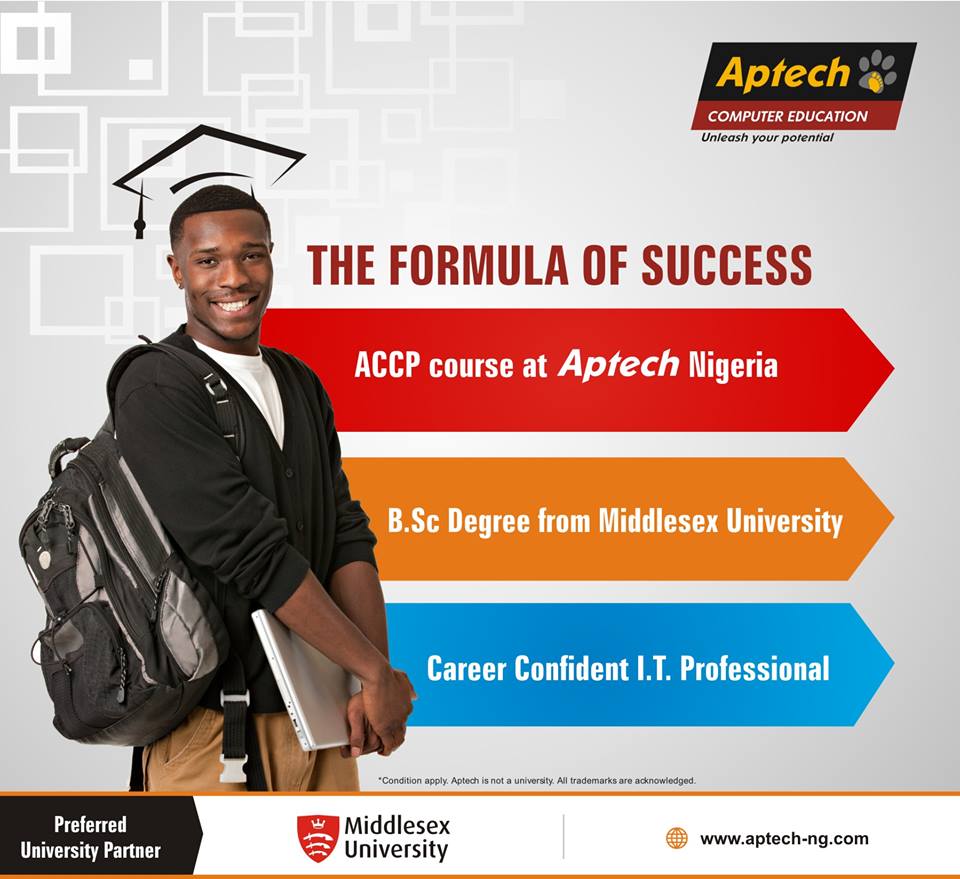 Aptech
COMPUTER EDUCATION
Unleash your potential
THE FORMULA OF SUCCESS
ACCP course at Aptech Nigeria
B.Sc Degree from Middlesex University
Career Confident I.T. Professional
*Condition apply. Aptech is not a university. All trademarks are acknowledged.
Preferred
University Partner
Middlesex
University
www.aptech-ng.com